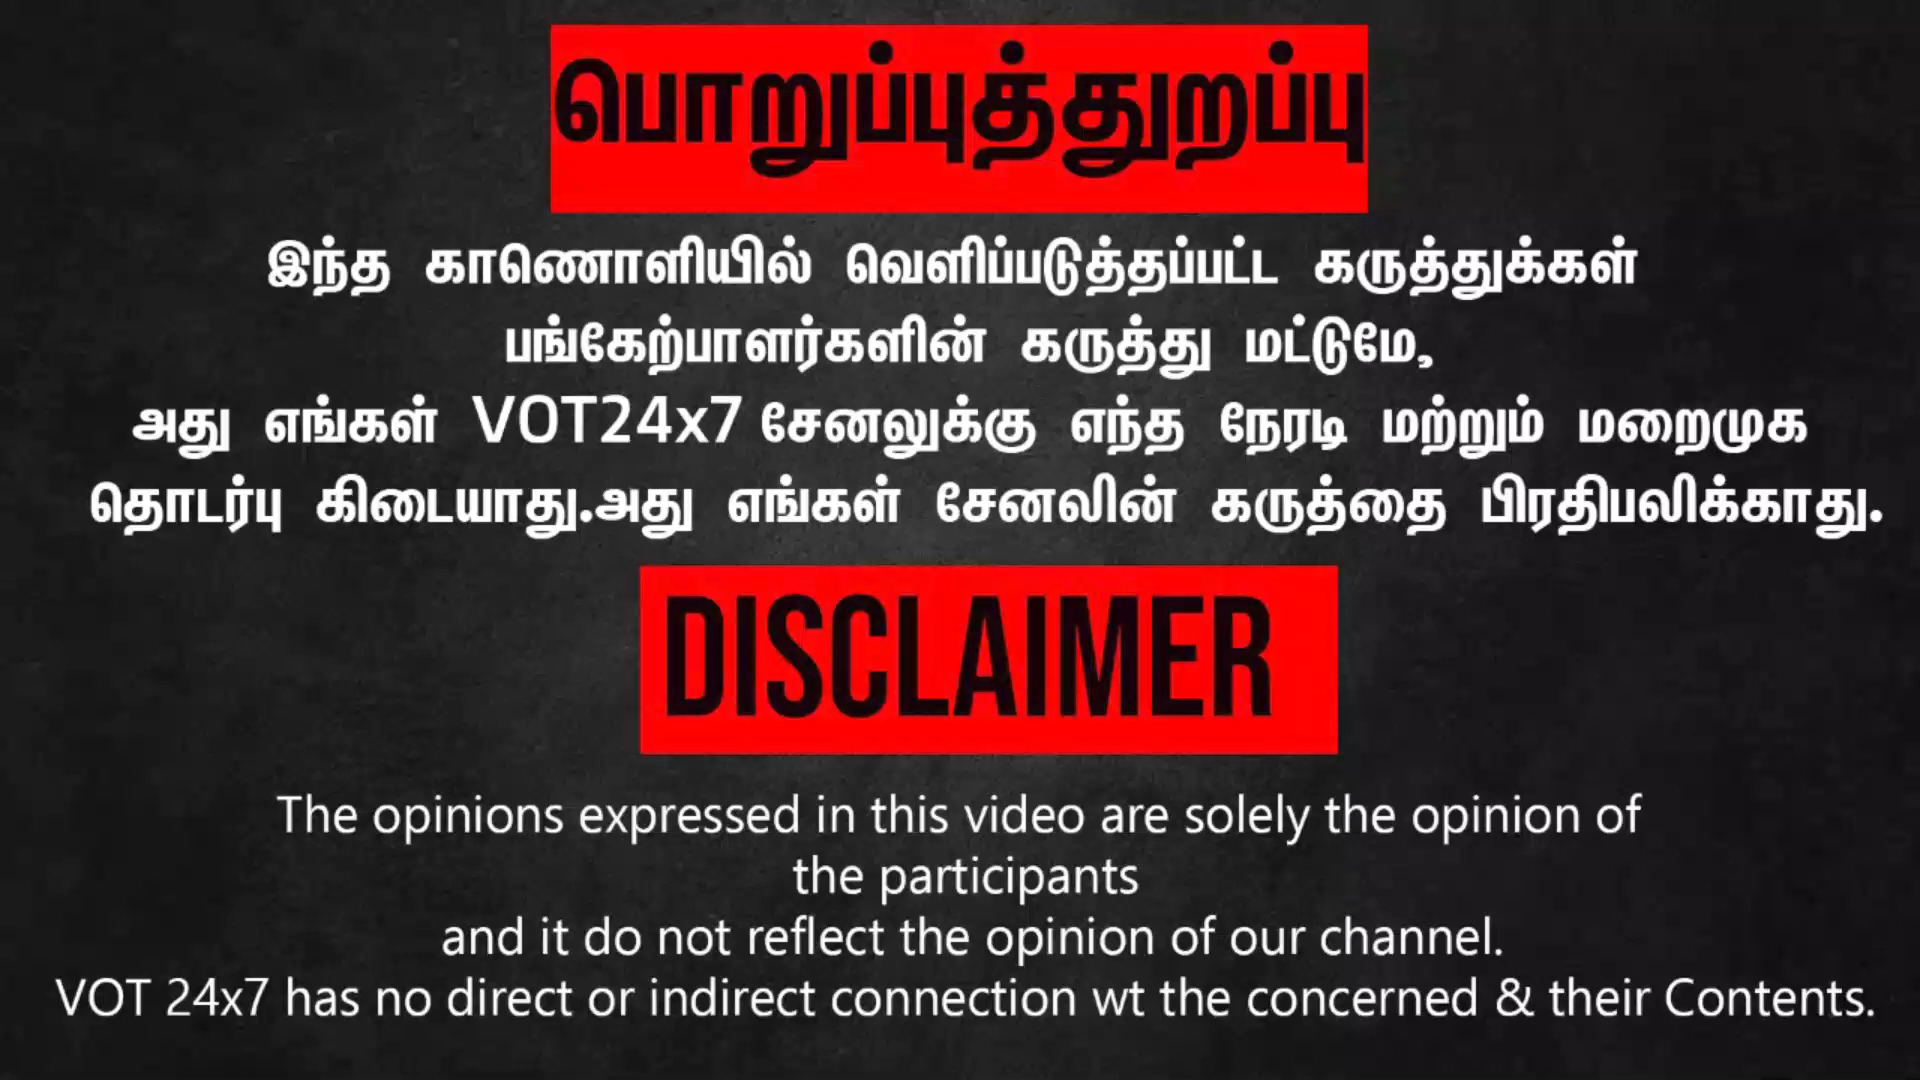 பொறுப்புத்துறப்பு
இந்த காணொளியில் வெளிப்படுத்தப்பட்ட கருத்துக்கள்
பங்கேற்பாளர்களின் கருத்து மட்டுமே,
அது எங்கள் VOT24x7 சேனலுக்கு எந்த நேரடி மற்றும் மறைமுக
தொடர்பு கிடையாது.அது எங்கள் சேனலின் கருத்தை பிரதிபலிக்காது.
DISCLAIMER
The opinions expressed in this video are solely the opinion of
the participants
and it do not reflect the opinion of our channel.
VOT 24x7 has no direct or indirect connection wt the concerned & their Contents.